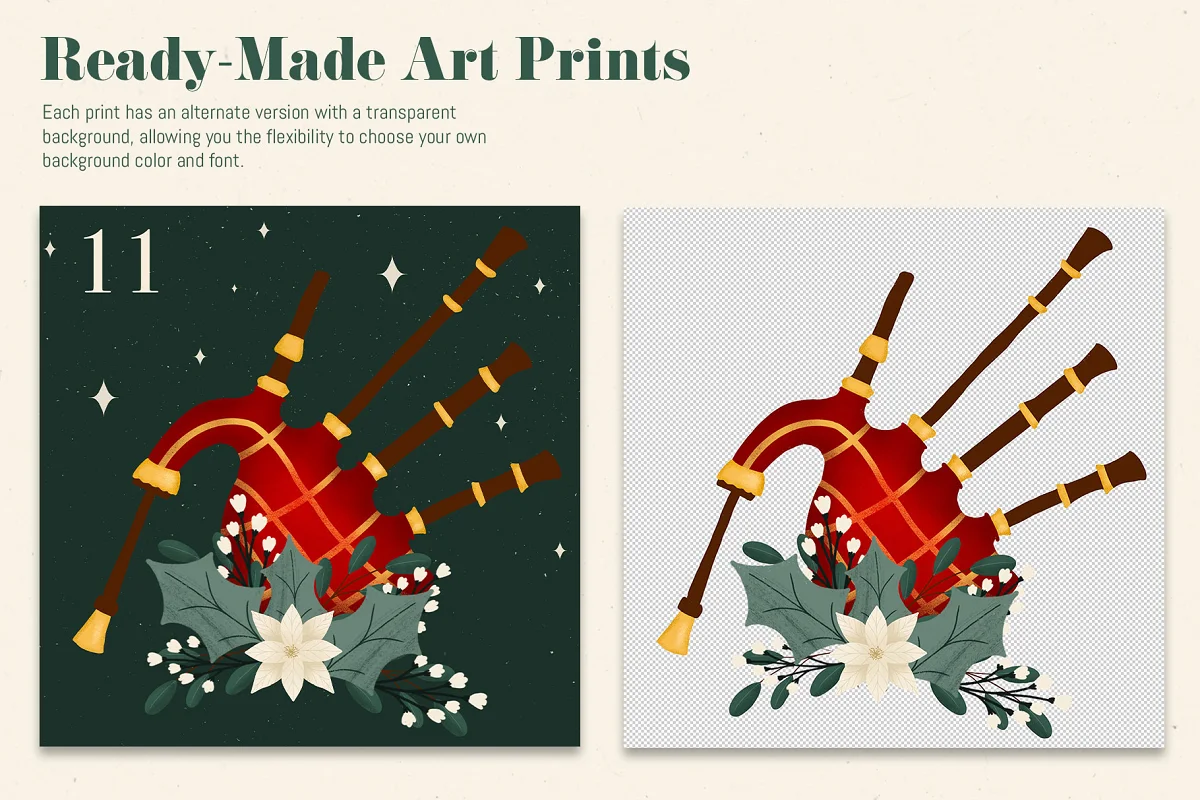 Ready-Made Art Prints
Each print has an alternate version with a transparent
background, allowing you the flexibility to choose your own
background color and font.
11